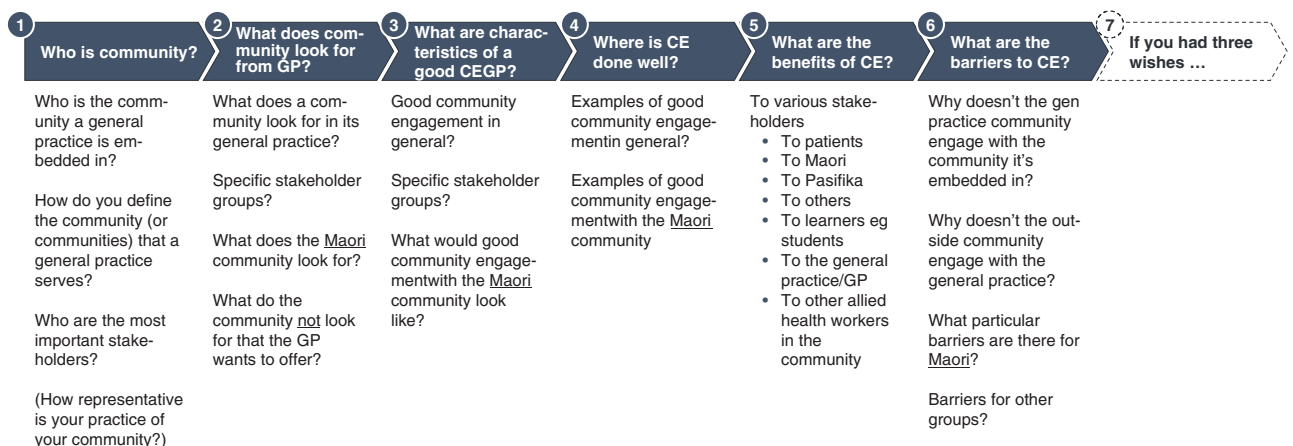 1
Who is community?
2
What does com-
munity look for
from GP?
3
What are charac-
teristics of a
good CEGP?
4
Where is CE
done well?
5
What are the
benefits of CE?
6
What are the
barriers to CE?
7
If you had three
wishes …
Who is the comm-
unity a general
practice is em-
bedded in?
How do you define
the community (or
communities) that a
general practice
serves?
Who are the most
important stake-
holders?
(How representative
is your practice of
your community?)
What does a com-
munity look for in its
general practice?
Specific stakeholder
groups?
What does the Maori
community look for?
What do the
community not look
for that the GP
wants to offer?
Good community
engagement in
general?
Specific stakeholder
groups?
What would good
community engage-
mentwith the Maori
community look
like?
Examples of good
community engage-
mentin general?
Examples of good
community engage-
mentwith the Maori
community
To various stake-
holders
• To patients
• To Maori
• To Pasifika
• To others
• To learners eg
students
• To the general
practice/GP
• To other allied
health workers
in the
community
Why doesn't the gen
practice community
engage with the
community it's
embedded in?
Why doesn't the out-
side community
engage with the
general practice?
What particular
barriers are there for
Maori?
Barriers for other
groups?